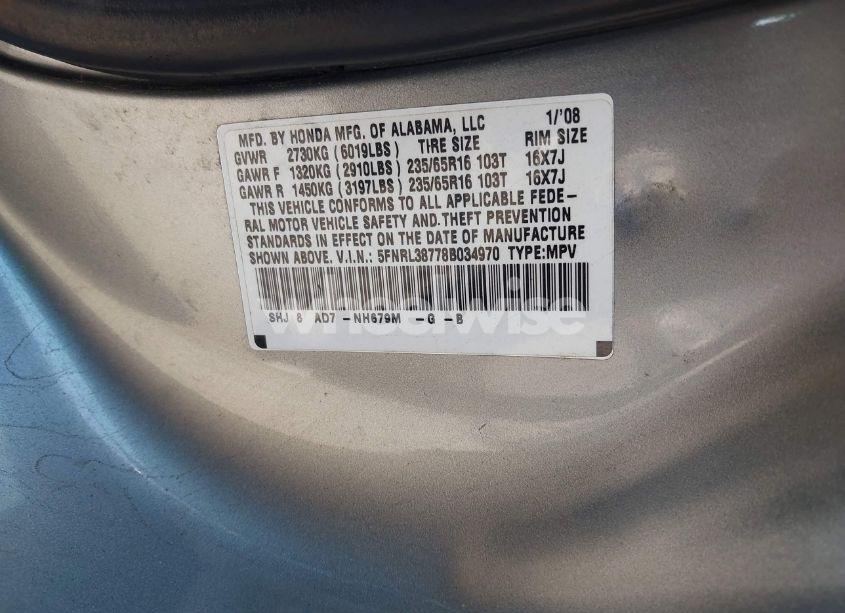 MFD. BY HONDA MFG. OF ALABAMA, LLC 1/'08
GVWR 2730KG (6019LBS) TIRE SIZE RIM SIZE
GAWR F 1320KG (2910LBS) 235/65R16 103T 16X7J
GAWR R 1450KG (3197LBS) 235/65R16 103T 16X7J
THIS VEHICLE CONFORMS TO ALL APPLICABLE FEDE-
RAL MOTOR VEHICLE SAFETY AND THEFT PREVENTION
STANDARDS IN EFFECT ON THE DATE OF MANUFACTURE
SHOWN ABOVE. V.I.N.: 5FNRL38778B034970 TYPE:MPV
wheelwise
SHJ 8 AD7 -NH679M -G -B